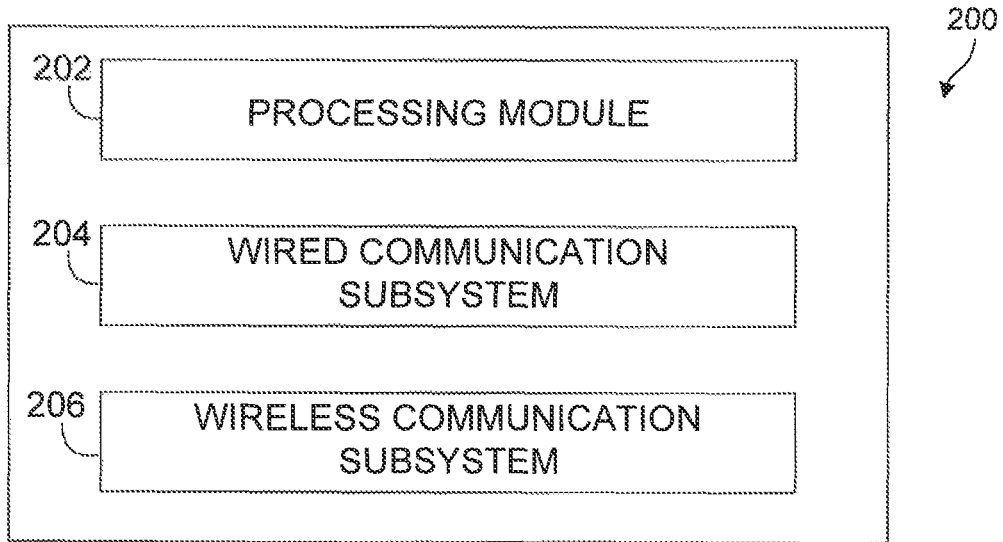 200
202
PROCESSING MODULE
204
WIRED COMMUNICATION
SUBSYSTEM
206
WIRELESS COMMUNICATION
SUBSYSTEM